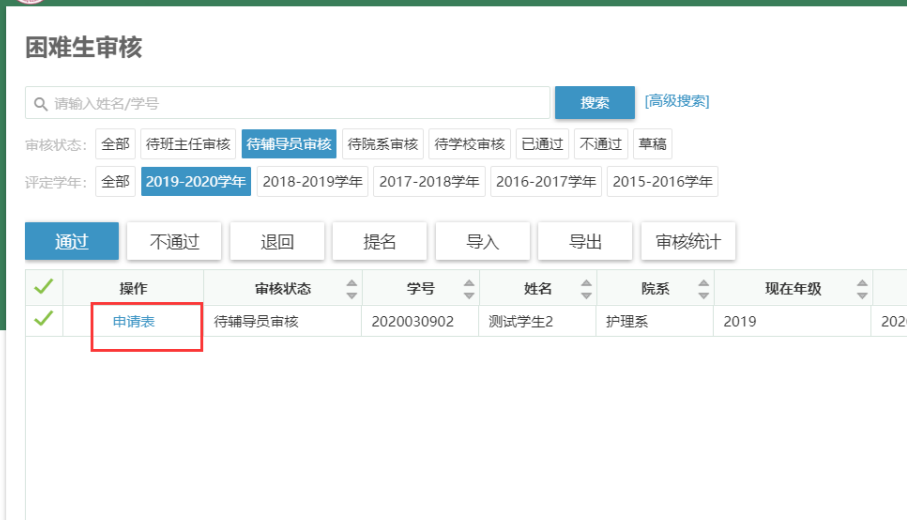 困难生审核
请输入姓名/学号 搜索 [高级搜索]
审核状态: 全部 待班主任审核 待辅导员审核 待院系审核 待学校审核 已通过 不通过 草稿
评定学年: 全部 2019-2020学年 2018-2019学年 2017-2018学年 2016-2017学年 2015-2016学年
通过 不通过 退回 提名 导入 导出 审核统计
操作 审核状态 学号 姓名 院系 现在年级
申请表 待辅导员审核 2020030902 测试学生2 护理系 2019 202